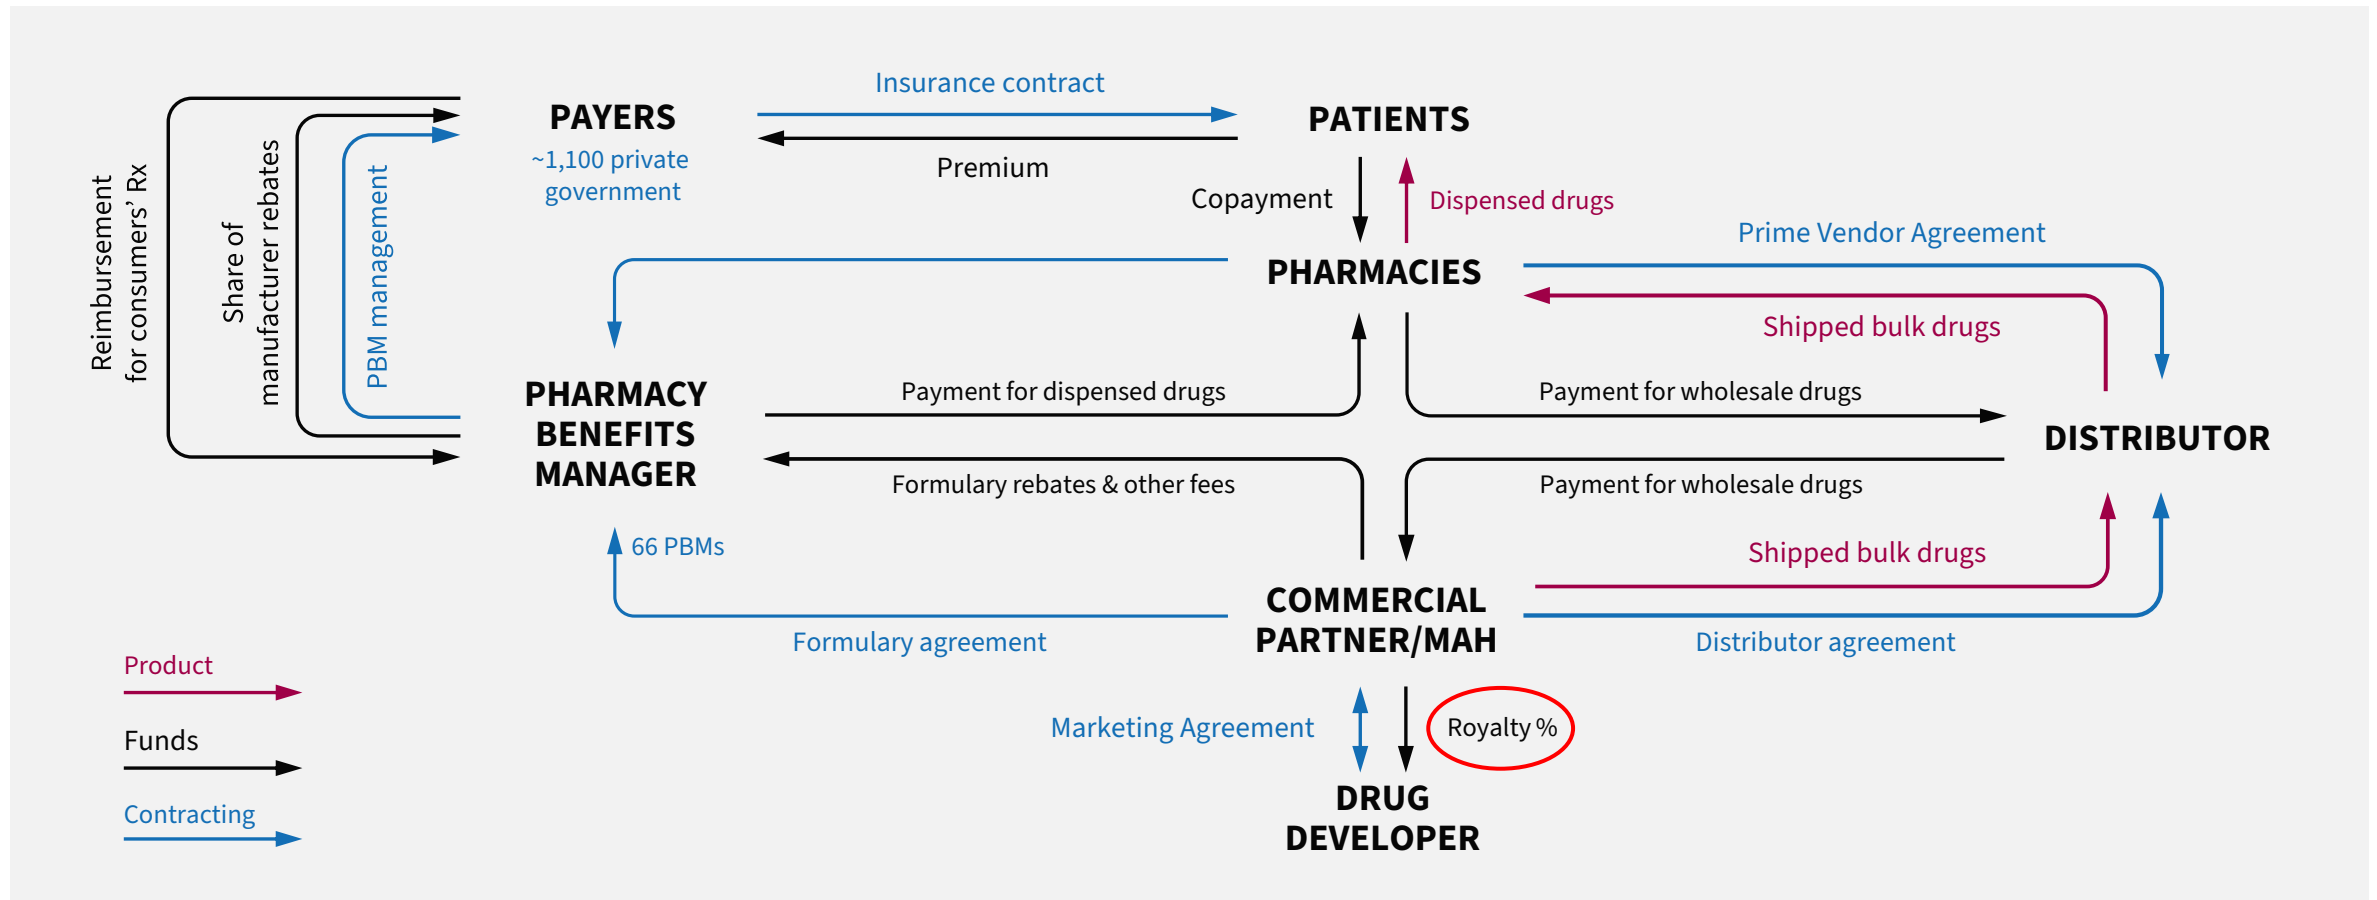 Insurance contract
PAYERS
PATIENTS
~1,100 private
government
Premium
Copayment
Dispensed drugs
Reimbursement
for consumers’ Rx
Share of
manufacturer rebates
PBM management
Prime Vendor Agreement
PHARMACIES
Shipped bulk drugs
PHARMACY
BENEFITS
MANAGER
Payment for dispensed drugs
Payment for wholesale drugs
DISTRIBUTOR
Formulary rebates & other fees
Payment for wholesale drugs
66 PBMs
Shipped bulk drugs
COMMERCIAL
PARTNER/MAH
Formulary agreement
Distributor agreement
Product
Funds
Contracting
Marketing Agreement
Royalty %
DRUG
DEVELOPER